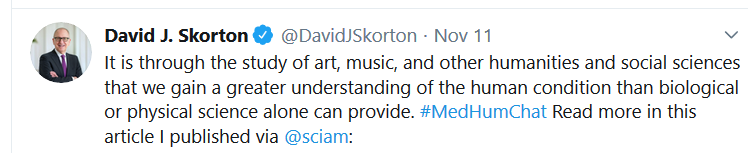 David J. Skorton @DavidJSkorton · Nov 11
It is through the study of art, music, and other humanities and social sciences
that we gain a greater understanding of the human condition than biological
or physical science alone can provide. #MedHumChat Read more in this
article I published via @sciam: